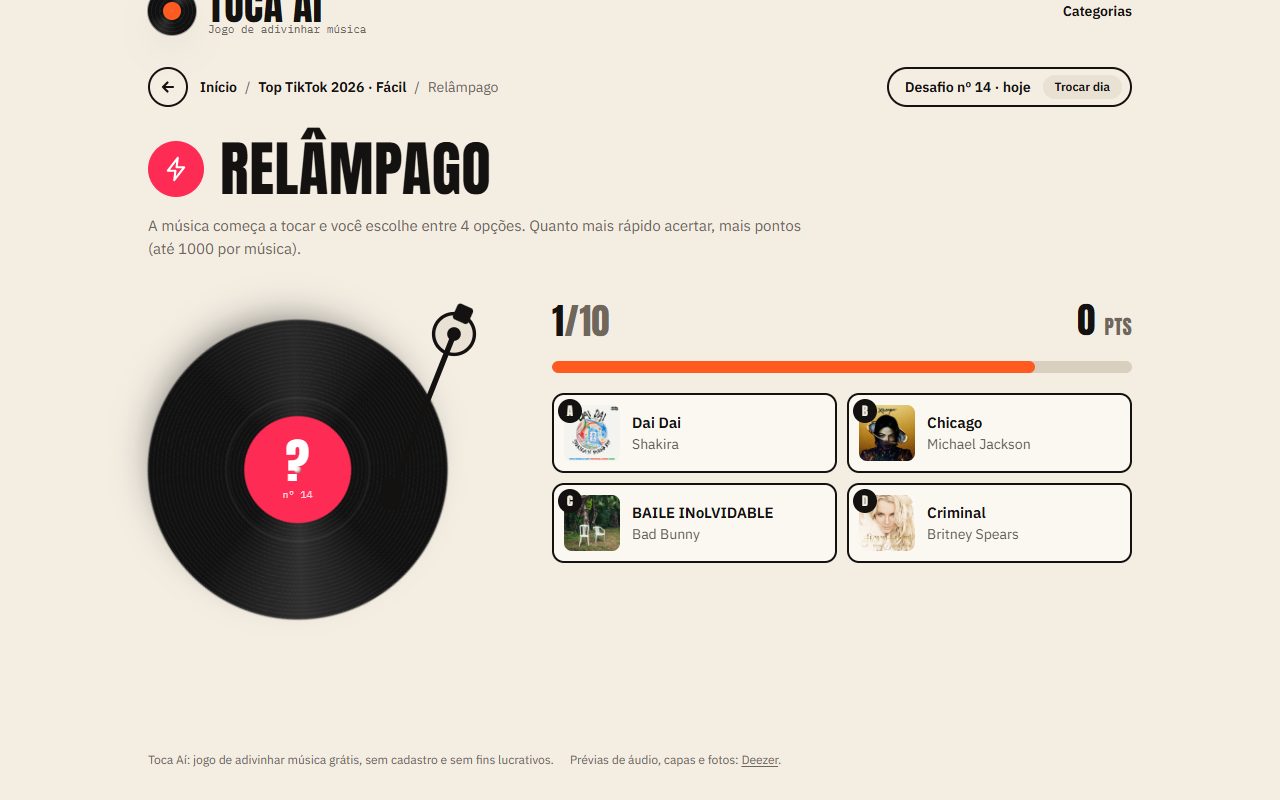 TOCA AÍ
Jogo de adivinhar música
Categorias
Início / Top TikTok 2026 · Fácil / Relâmpago
Desafio nº 14 · hoje
Trocar dia
RELÂMPAGO
A música começa a tocar e você escolhe entre 4 opções. Quanto mais rápido acertar, mais pontos
(até 1000 por música).
1/10
0 PTS
?
nº 14
A
Dai Dai
Shakira
B
Chicago
Michael Jackson
C
BAILE INoLVIDABLE
Bad Bunny
D
Criminal
Britney Spears
Toca Aí: jogo de adivinhar música grátis, sem cadastro e sem fins lucrativos.
Prévias de áudio, capas e fotos: Deezer.